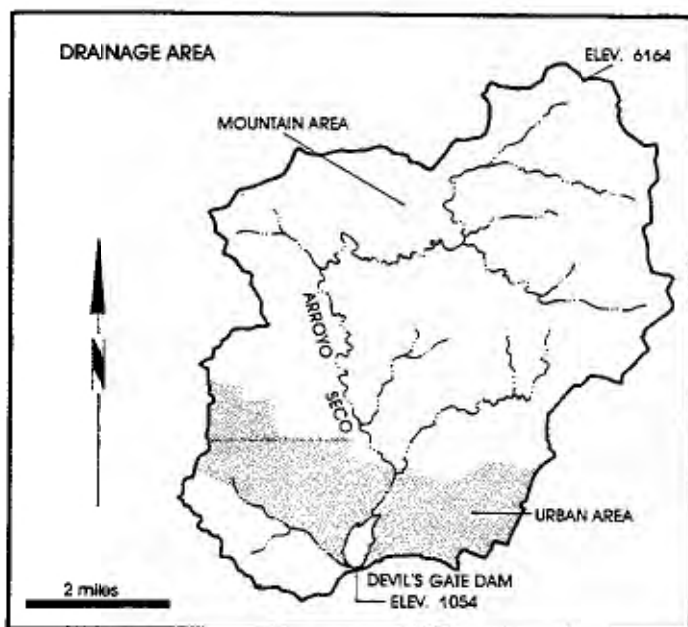 DRAINAGE AREA
ELEV. 6164
MOUNTAIN AREA
N
ARROYO
SECO
URBAN AREA
2 miles
DEVIL'S GATE DAM
ELEV. 1054